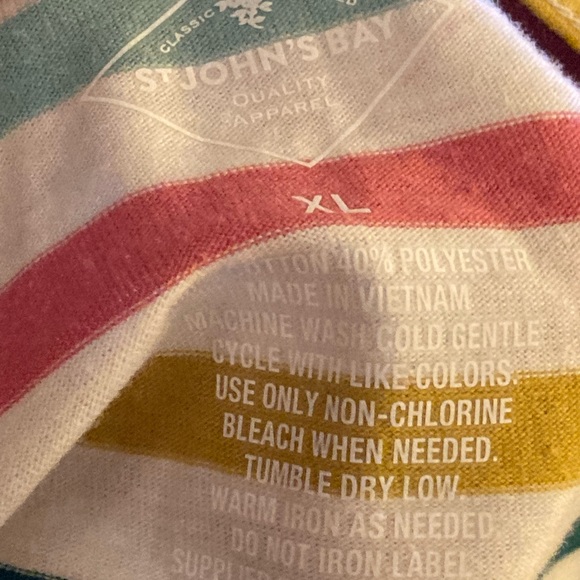 CLASSIC
ST JOHN'S BAY
QUALITY
APPAREL
XL
COTTON 40% POLYESTER
MADE IN VIETNAM
MACHINE WASH COLD GENTLE
CYCLE WITH LIKE COLORS.
USE ONLY NON-CHLORINE
BLEACH WHEN NEEDED.
TUMBLE DRY LOW.
WARM IRON AS NEEDED
DO NOT IRON LABEL
SUPPLIED